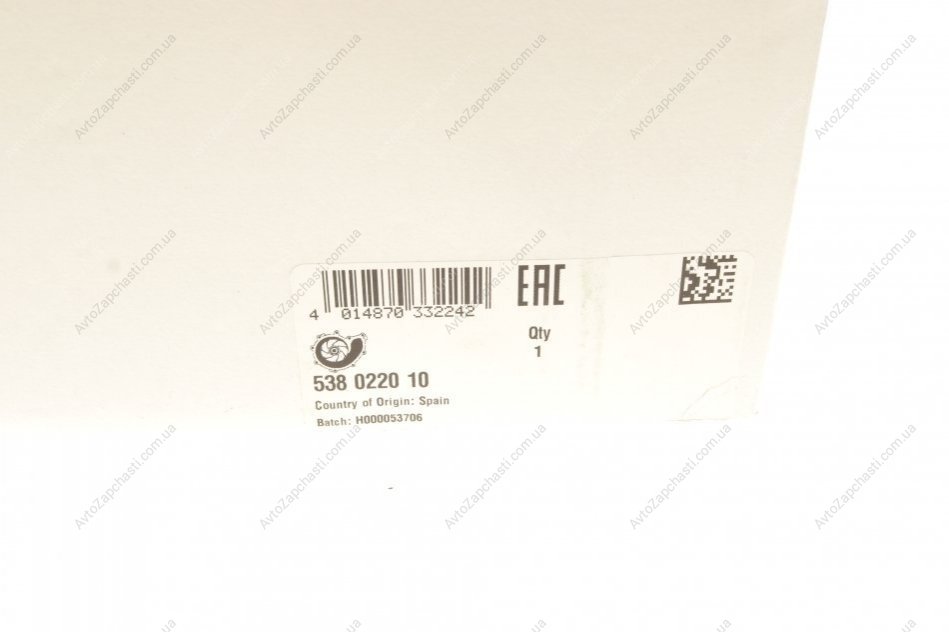 4 014870 332242
EAC
Qty
1
538 0220 10
Country of Origin: Spain
Batch: H000053706
AvtoZapchasti.com.ua